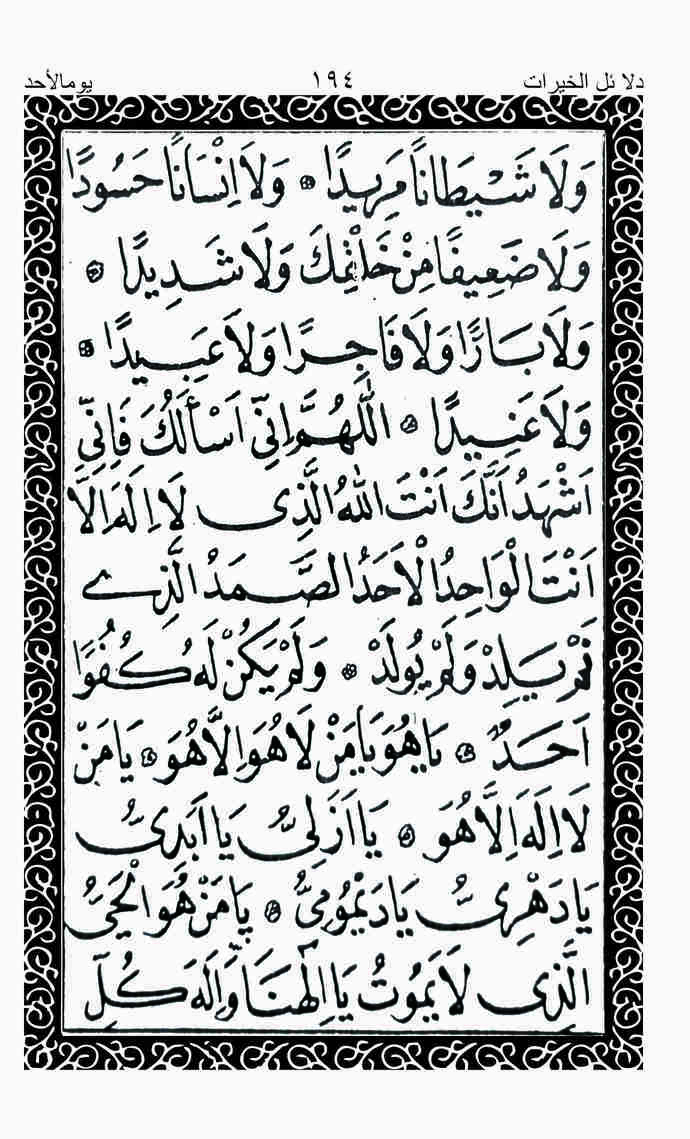 دلائل الخيرات ١٩٤ يوم الأحد
وَلَا شَيْطَانًا مَرِيدًا ۞ وَلَا اِنْسَانًا حَسُودًا
وَلَا ضَعِيفًا مِنْ خَلْقِكَ وَلَا شَدِيدًا ۞
وَلَا بَارًّا وَلَا فَاجِرًا وَلَا عَبِيدًا ۞
وَلَا عَنِيدًا ۞ اَللّٰهُمَّ اِنِّي اَسْأَلُكَ فَاِنِّي
اَشْهَدُ اَنَّكَ اَنْتَ اللّٰهُ الَّذِى لَا اِلَهَ اِلَّا
اَنْتَ الْوَاحِدُ الْاَحَدُ الصَّمَدُ الَّذِے
لَمْ يَلِدْ وَلَمْ يُولَدْ ۞ وَلَمْ يَكُنْ لَهُ كُفُوًا
اَحَدٌ ۞ يَا هُوَ يَا مَنْ لَا هُوَ اِلَّا هُوَ ۞ يَا مَنْ
لَا اِلَهَ اِلَّا هُوَ ۞ يَا اَزَلِىُّ يَا اَبَدِىُّ
يَا دَهْرِىُّ يَا دَيْمُومِىُّ ۞ يَا مَنْ هُوَ الْحَىُّ
الَّذِى لَا يَمُوتُ يَا اِلٰهَنَا وَاِلَهَ كُلِّ